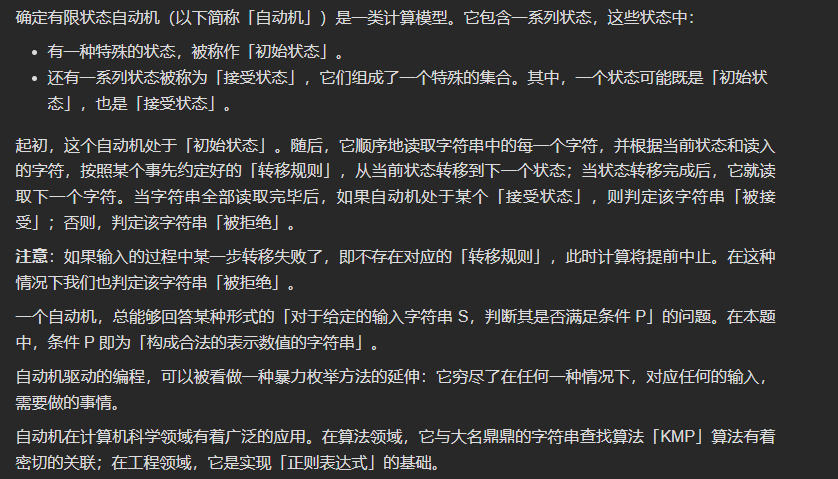 确定有限状态自动机（以下简称「自动机」）是一类计算模型。它包含一系列状态，这些状态中：
• 有一种特殊的状态，被称作「初始状态」。
• 还有一系列状态被称为「接受状态」，它们组成了一个特殊的集合。其中，一个状态可能既是「初始状
态」，也是「接受状态」。
起初，这个自动机处于「初始状态」。随后，它顺序地读取字符串中的每一个字符，并根据当前状态和读入
的字符，按照某个事先约定好的「转移规则」，从当前状态转移到下一个状态；当状态转移完成后，它就读
取下一个字符。当字符串全部读取完毕后，如果自动机处于某个「接受状态」，则判定该字符串「被接
受」；否则，判定该字符串「被拒绝」。
注意：如果输入的过程中某一步转移失败了，即不存在对应的「转移规则」，此时计算将提前中止。在这种
情况下我们也判定该字符串「被拒绝」。
一个自动机，总能够回答某种形式的「对于给定的输入字符串 S，判断其是否满足条件 P」的问题。在本题
中，条件 P 即为「构成合法的表示数值的字符串」。
自动机驱动的编程，可以被看做一种暴力枚举方法的延伸：它穷尽了在任何一种情况下，对应任何的输入，
需要做的事情。
自动机在计算机科学领域有着广泛的应用。在算法领域，它与大名鼎鼎的字符串查找算法「KMP」算法有着
密切的关联；在工程领域，它是实现「正则表达式」的基础。